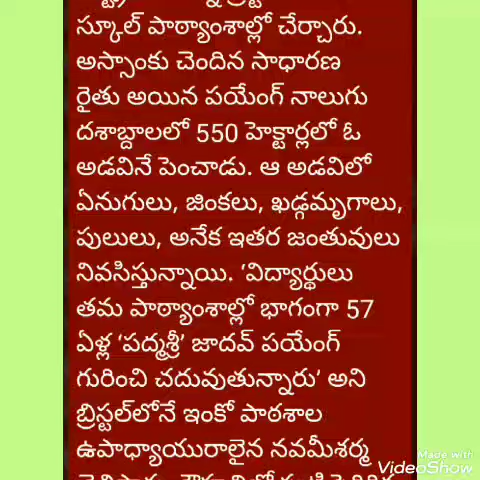 స్కూల్ పాఠ్యాంశాల్లో చేర్చారు.
అస్సాంకు చెందిన సాధారణ
రైతు అయిన పయేంగ్ నాలుగు
దశాబ్దాలలో 550 హెక్టార్లలో ఓ
అడవినే పెంచాడు. ఆ అడవిలో
ఏనుగులు, జింకలు, ఖడ్గమృగాలు,
పులులు, అనేక ఇతర జంతువులు
నివసిస్తున్నాయి. ‘విద్యార్థులు
తమ పాఠ్యాంశాల్లో భాగంగా 57
ఏళ్ల ‘పద్మశ్రీ’ జాదవ్ పయేంగ్
గురించి చదువుతున్నారు’ అని
బ్రిస్టల్‌లోనే ఇంకో పాఠశాల
ఉపాధ్యాయురాలైన నవమీశర్మ
Made with
VideoShow